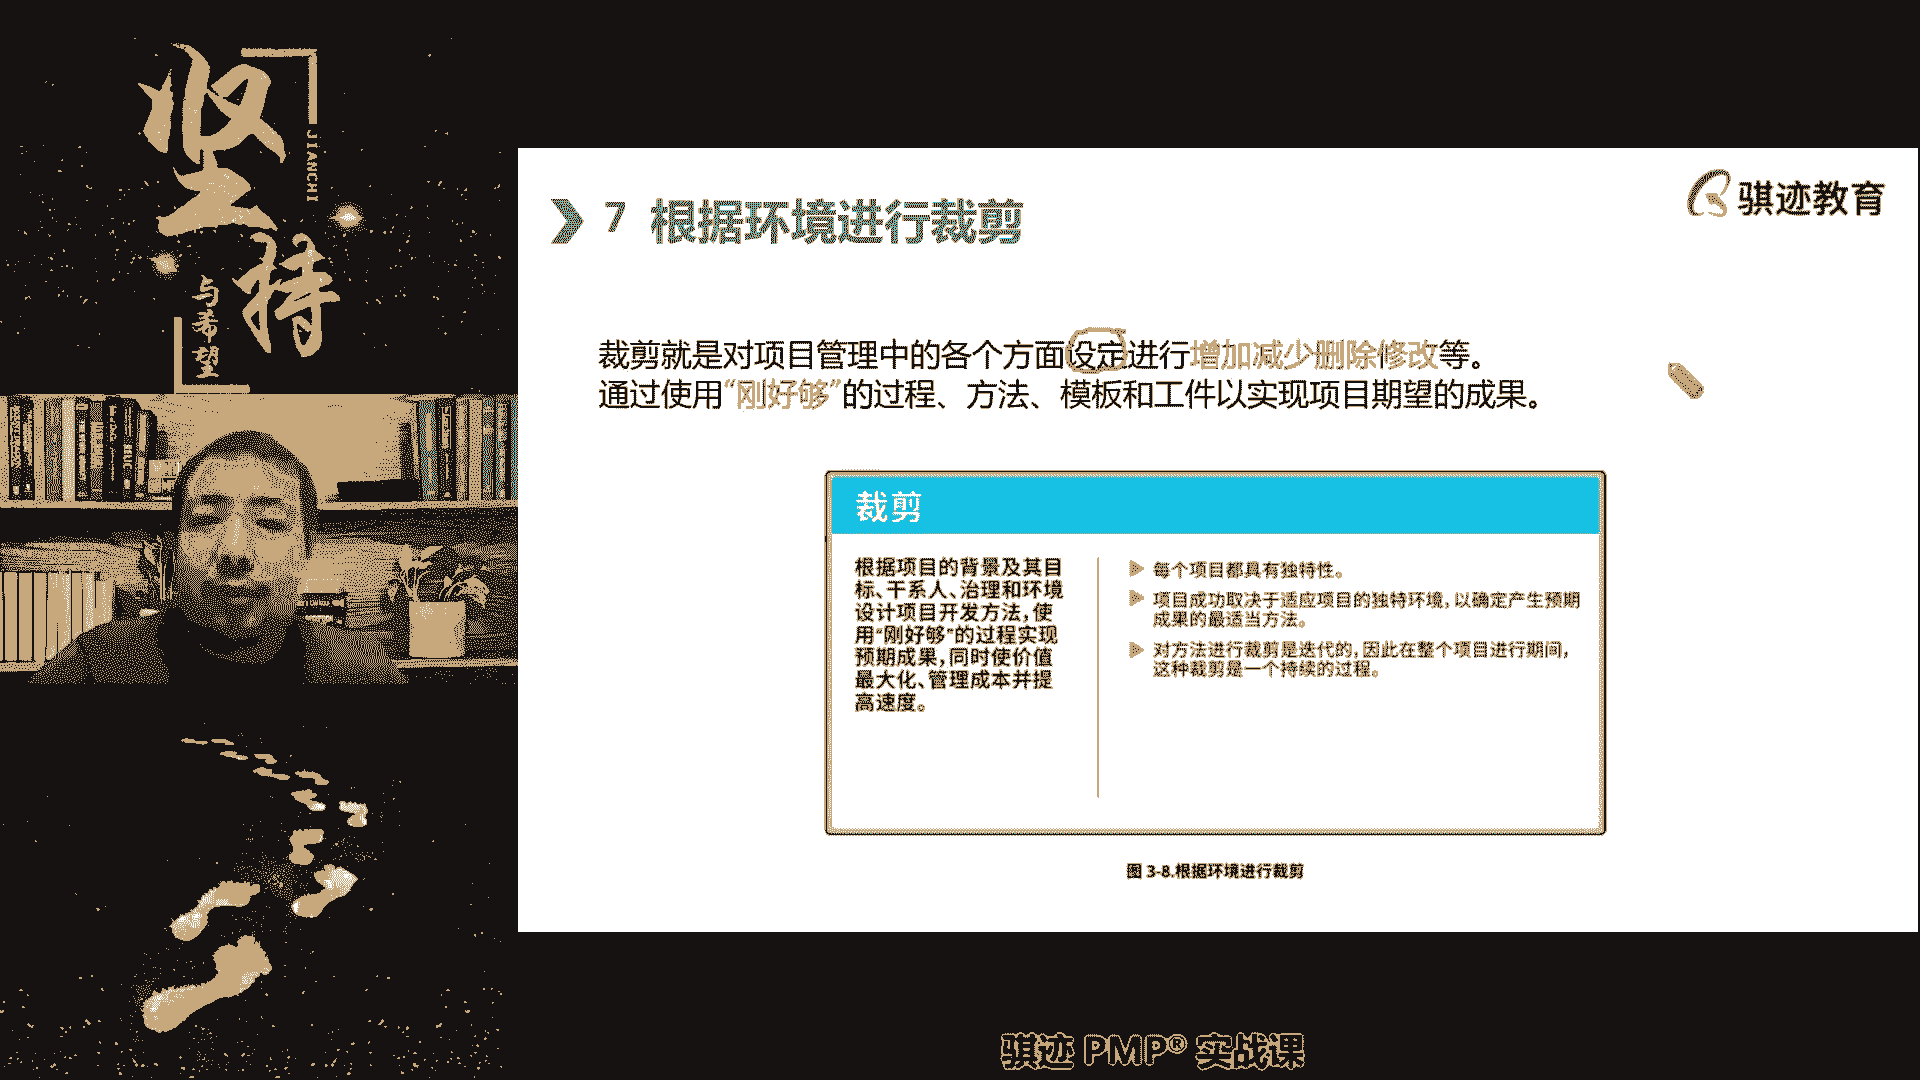 坚持
JIANCHI
与希望
骐迹教育
7 根据环境进行裁剪
裁剪就是对项目管理中的各个方面设定进行增加减少删除修改等。
通过使用“刚好够”的过程、方法、模板和工件以实现项目期望的成果。
裁剪
根据项目的背景及其目
标、干系人、治理和环境
设计项目开发方法，使
用“刚好够”的过程实现
预期成果，同时使价值
最大化、管理成本并提
高速度。
每个项目都具有独特性。
项目成功取决于适应项目的独特环境，以确定产生预期
成果的最适当方法。
对方法进行裁剪是迭代的，因此在整个项目进行期间，
这种裁剪是一个持续的过程。
图 3-8.根据环境进行裁剪
骐迹 PMP® 实战课